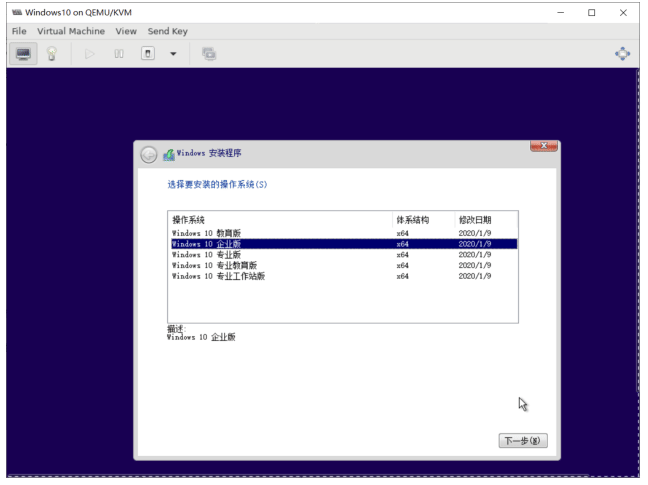 Windows10 on QEMU/KVM
File Virtual Machine View Send Key
Windows 安装程序
选择要安装的操作系统(S)
操作系统 体系结构 修改日期
Windows 10 教育版 x64 2020/1/9
Windows 10 企业版 x64 2020/1/9
Windows 10 专业版 x64 2020/1/9
Windows 10 专业教育版 x64 2020/1/9
Windows 10 专业工作站版 x64 2020/1/9
描述:
Windows 10 企业版
下一步(N)